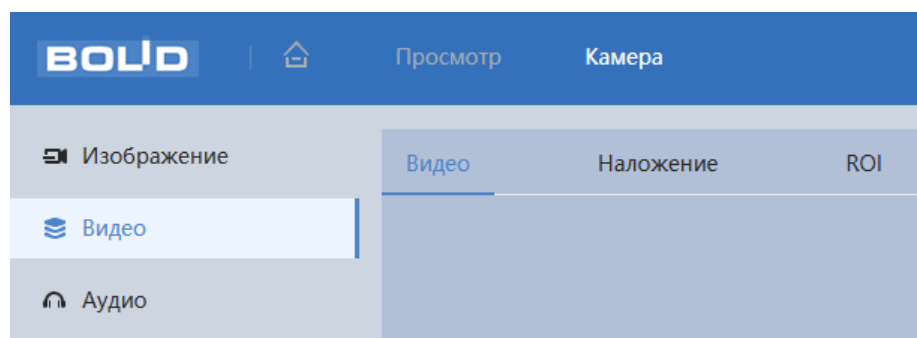 BOLID Просмотр Камера
Изображение
Видео Наложение ROI
Видео
Аудио